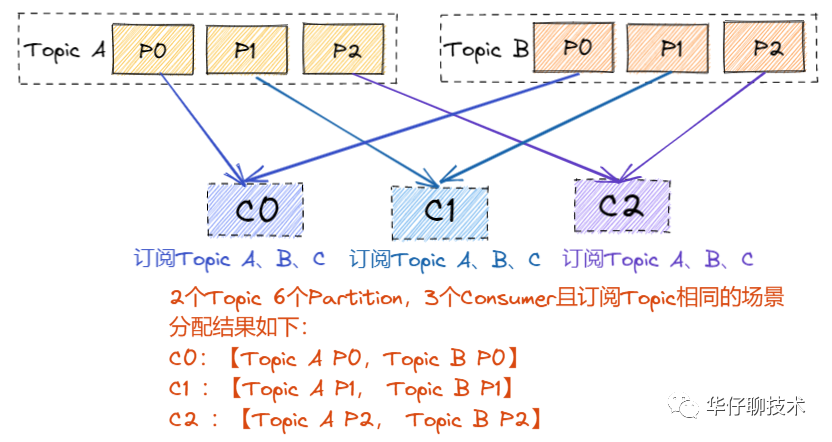 Topic A P0 P1 P2 Topic B P0 P1 P2
C0 C1 C2
订阅Topic A、B、C 订阅Topic A、B、C 订阅Topic A、B、C
2个Topic 6个Partition，3个Consumer且订阅Topic相同的场景
分配结果如下：
C0：【Topic A P0，Topic B P0】
C1 ：【Topic A P1， Topic B P1】
C2 ：【Topic A P2， Topic B P2】
华仔聊技术